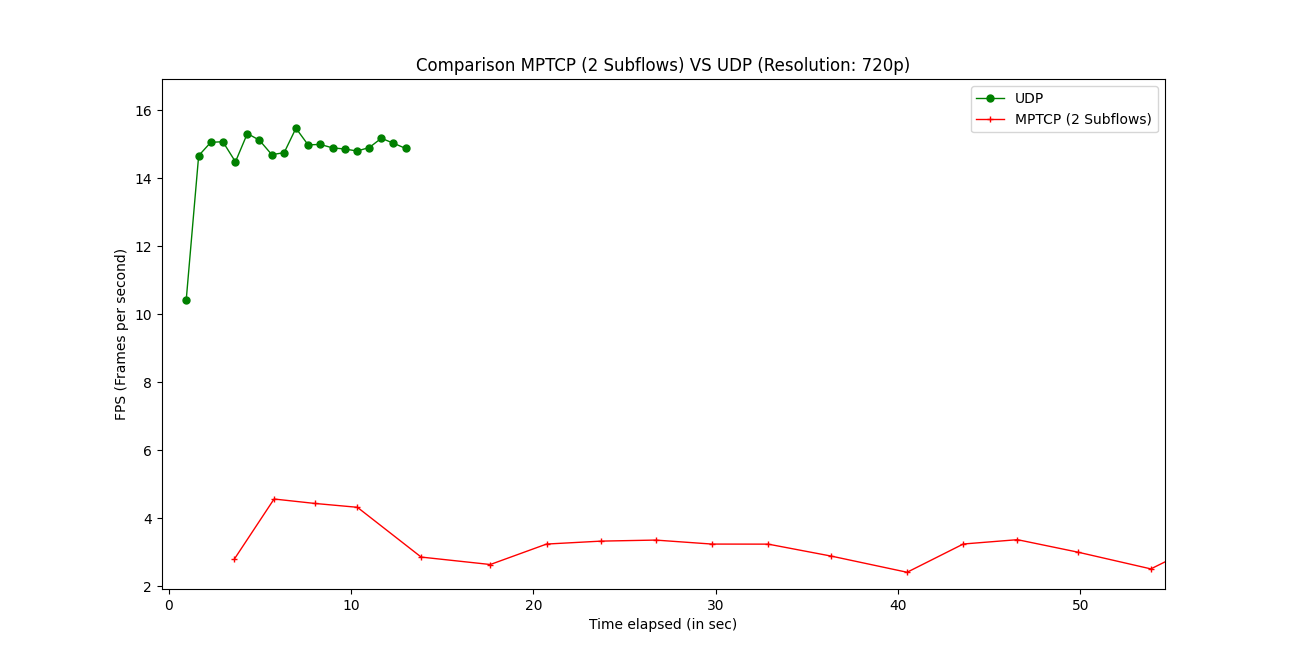 Comparison MPTCP (2 Subflows) VS UDP (Resolution: 720p)
UDP
MPTCP (2 Subflows)
FPS (Frames per second)
16
14
12
10
8
6
4
2
0 10 20 30 40 50
Time elapsed (in sec)